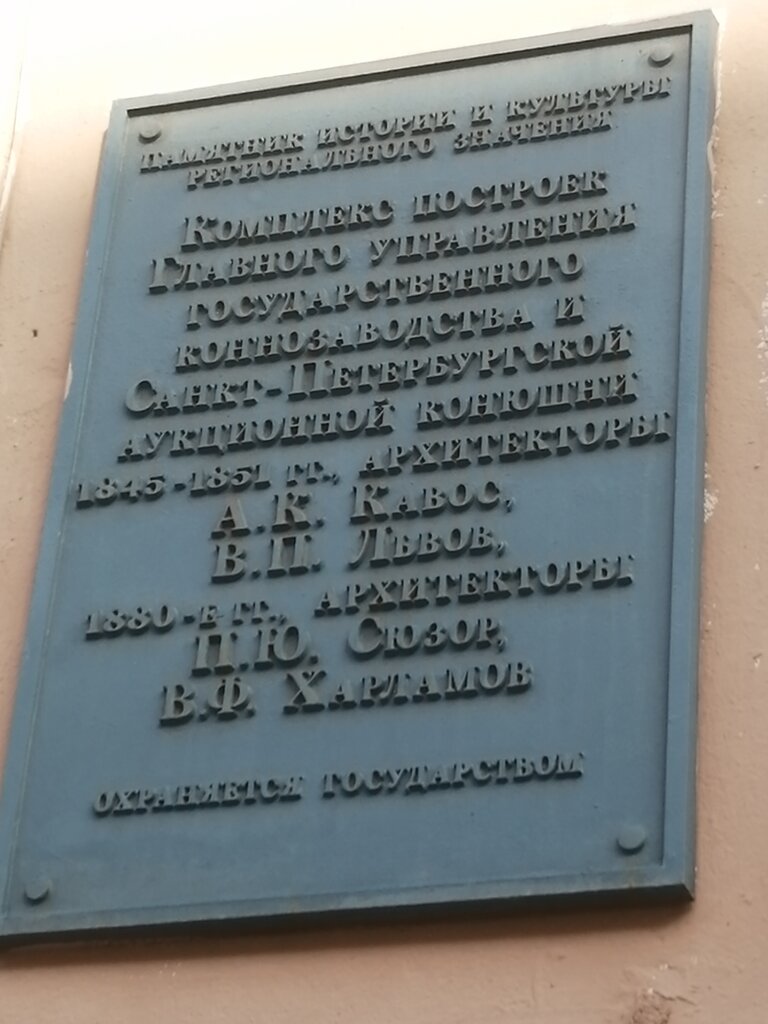 Памятник истории и культуры
регионального значения
Комплекс построек
Главного управления
государственного
коннозаводства и
Санкт-Петербургской
аукционной конюшни
1845-1851 гг., архитекторы
А.К. Кавос,
В.П. Львов,
1880-е гг., архитекторы
П.Ю. Сюзор,
В.Ф. Харламов
охраняется государством